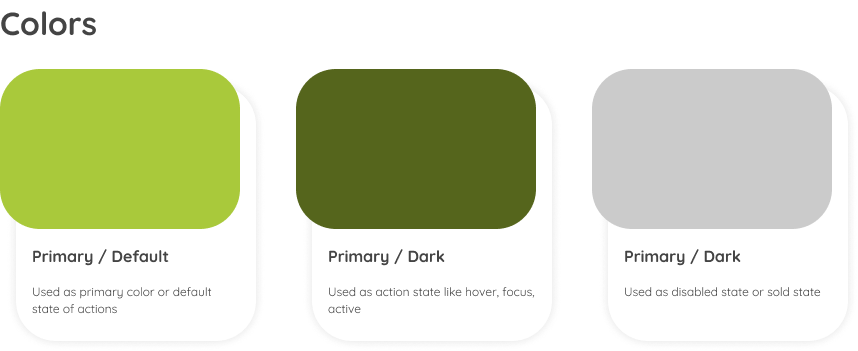 Colors
Primary / Default
Used as primary color or default
state of actions
Primary / Dark
Used as action state like hover, focus,
active
Primary / Dark
Used as disabled state or sold state